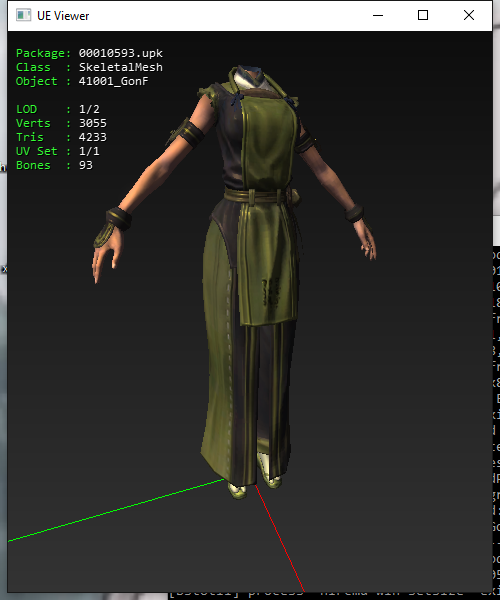 UE Viewer
Package: 00010593.upk
Class : SkeletalMesh
Object : 41001_GonF
LOD : 1/2
Verts : 3055
Tris : 4233
UV Set : 1/1
Bones : 93